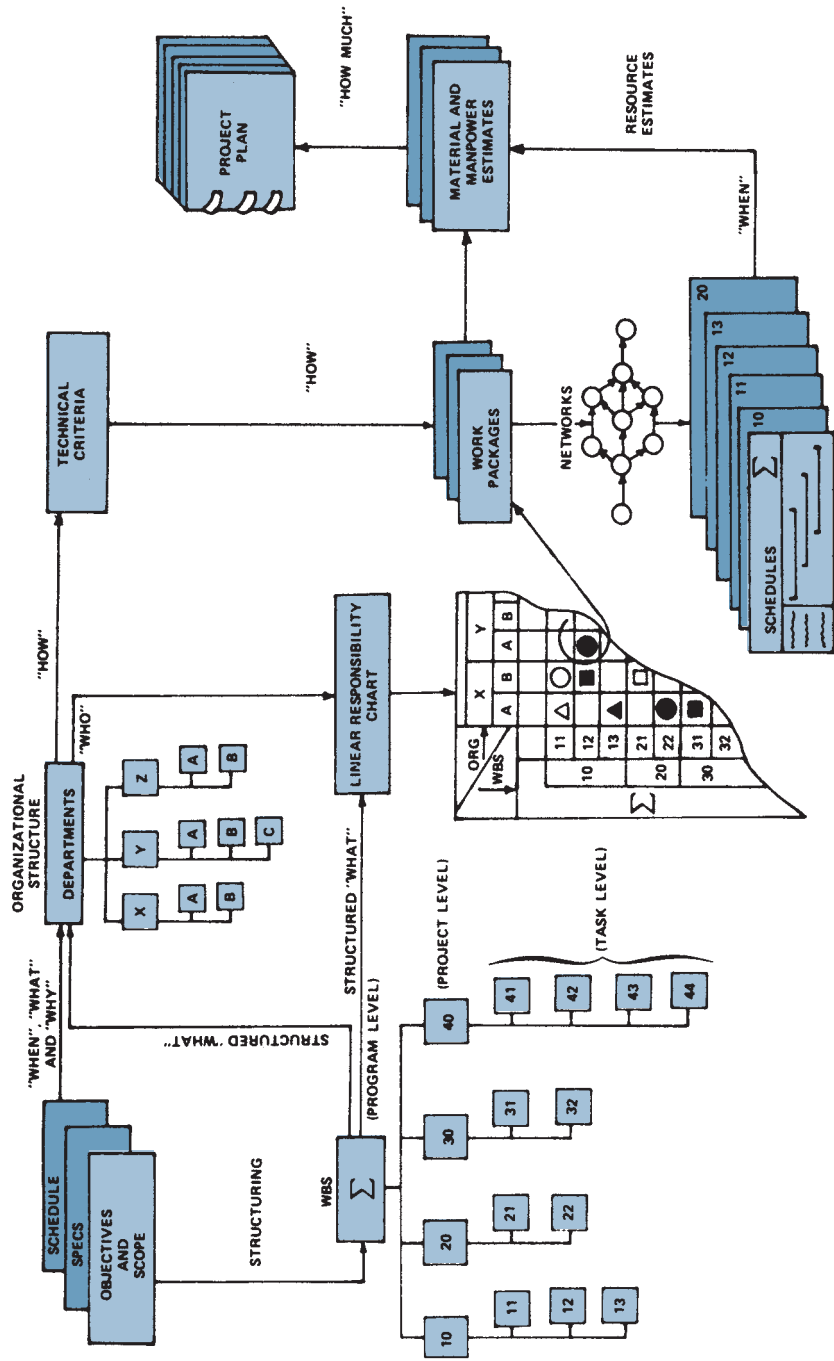 SCHEDULE
SPECS
OBJECTIVES
AND
SCOPE
"WHEN", "WHAT"
AND "WHY"
STRUCTURING
STRUCTURED 'WHAT"
ORGANIZATIONAL
STRUCTURE
DEPARTMENTS
X
Y
Z
A
B
A
B
C
A
B
"HOW"
"WHO"
TECHNICAL
CRITERIA
"HOW"
PROJECT
PLAN
"HOW MUCH"
WBS
Σ
(PROGRAM LEVEL)
STRUCTURED "WHAT"
LINEAR RESPONSIBILITY
CHART
10
20
30
40
(PROJECT LEVEL)
11
12
13
21
22
31
32
41
42
43
44
(TASK LEVEL)
ORG
WBS
X
Y
A
B
A
B
Σ
10
11
12
13
20
21
22
30
31
32
WORK
PACKAGES
NETWORKS
MATERIAL AND
MANPOWER
ESTIMATES
RESOURCE
ESTIMATES
"WHEN"
20
13
12
11
10
SCHEDULES
Σ